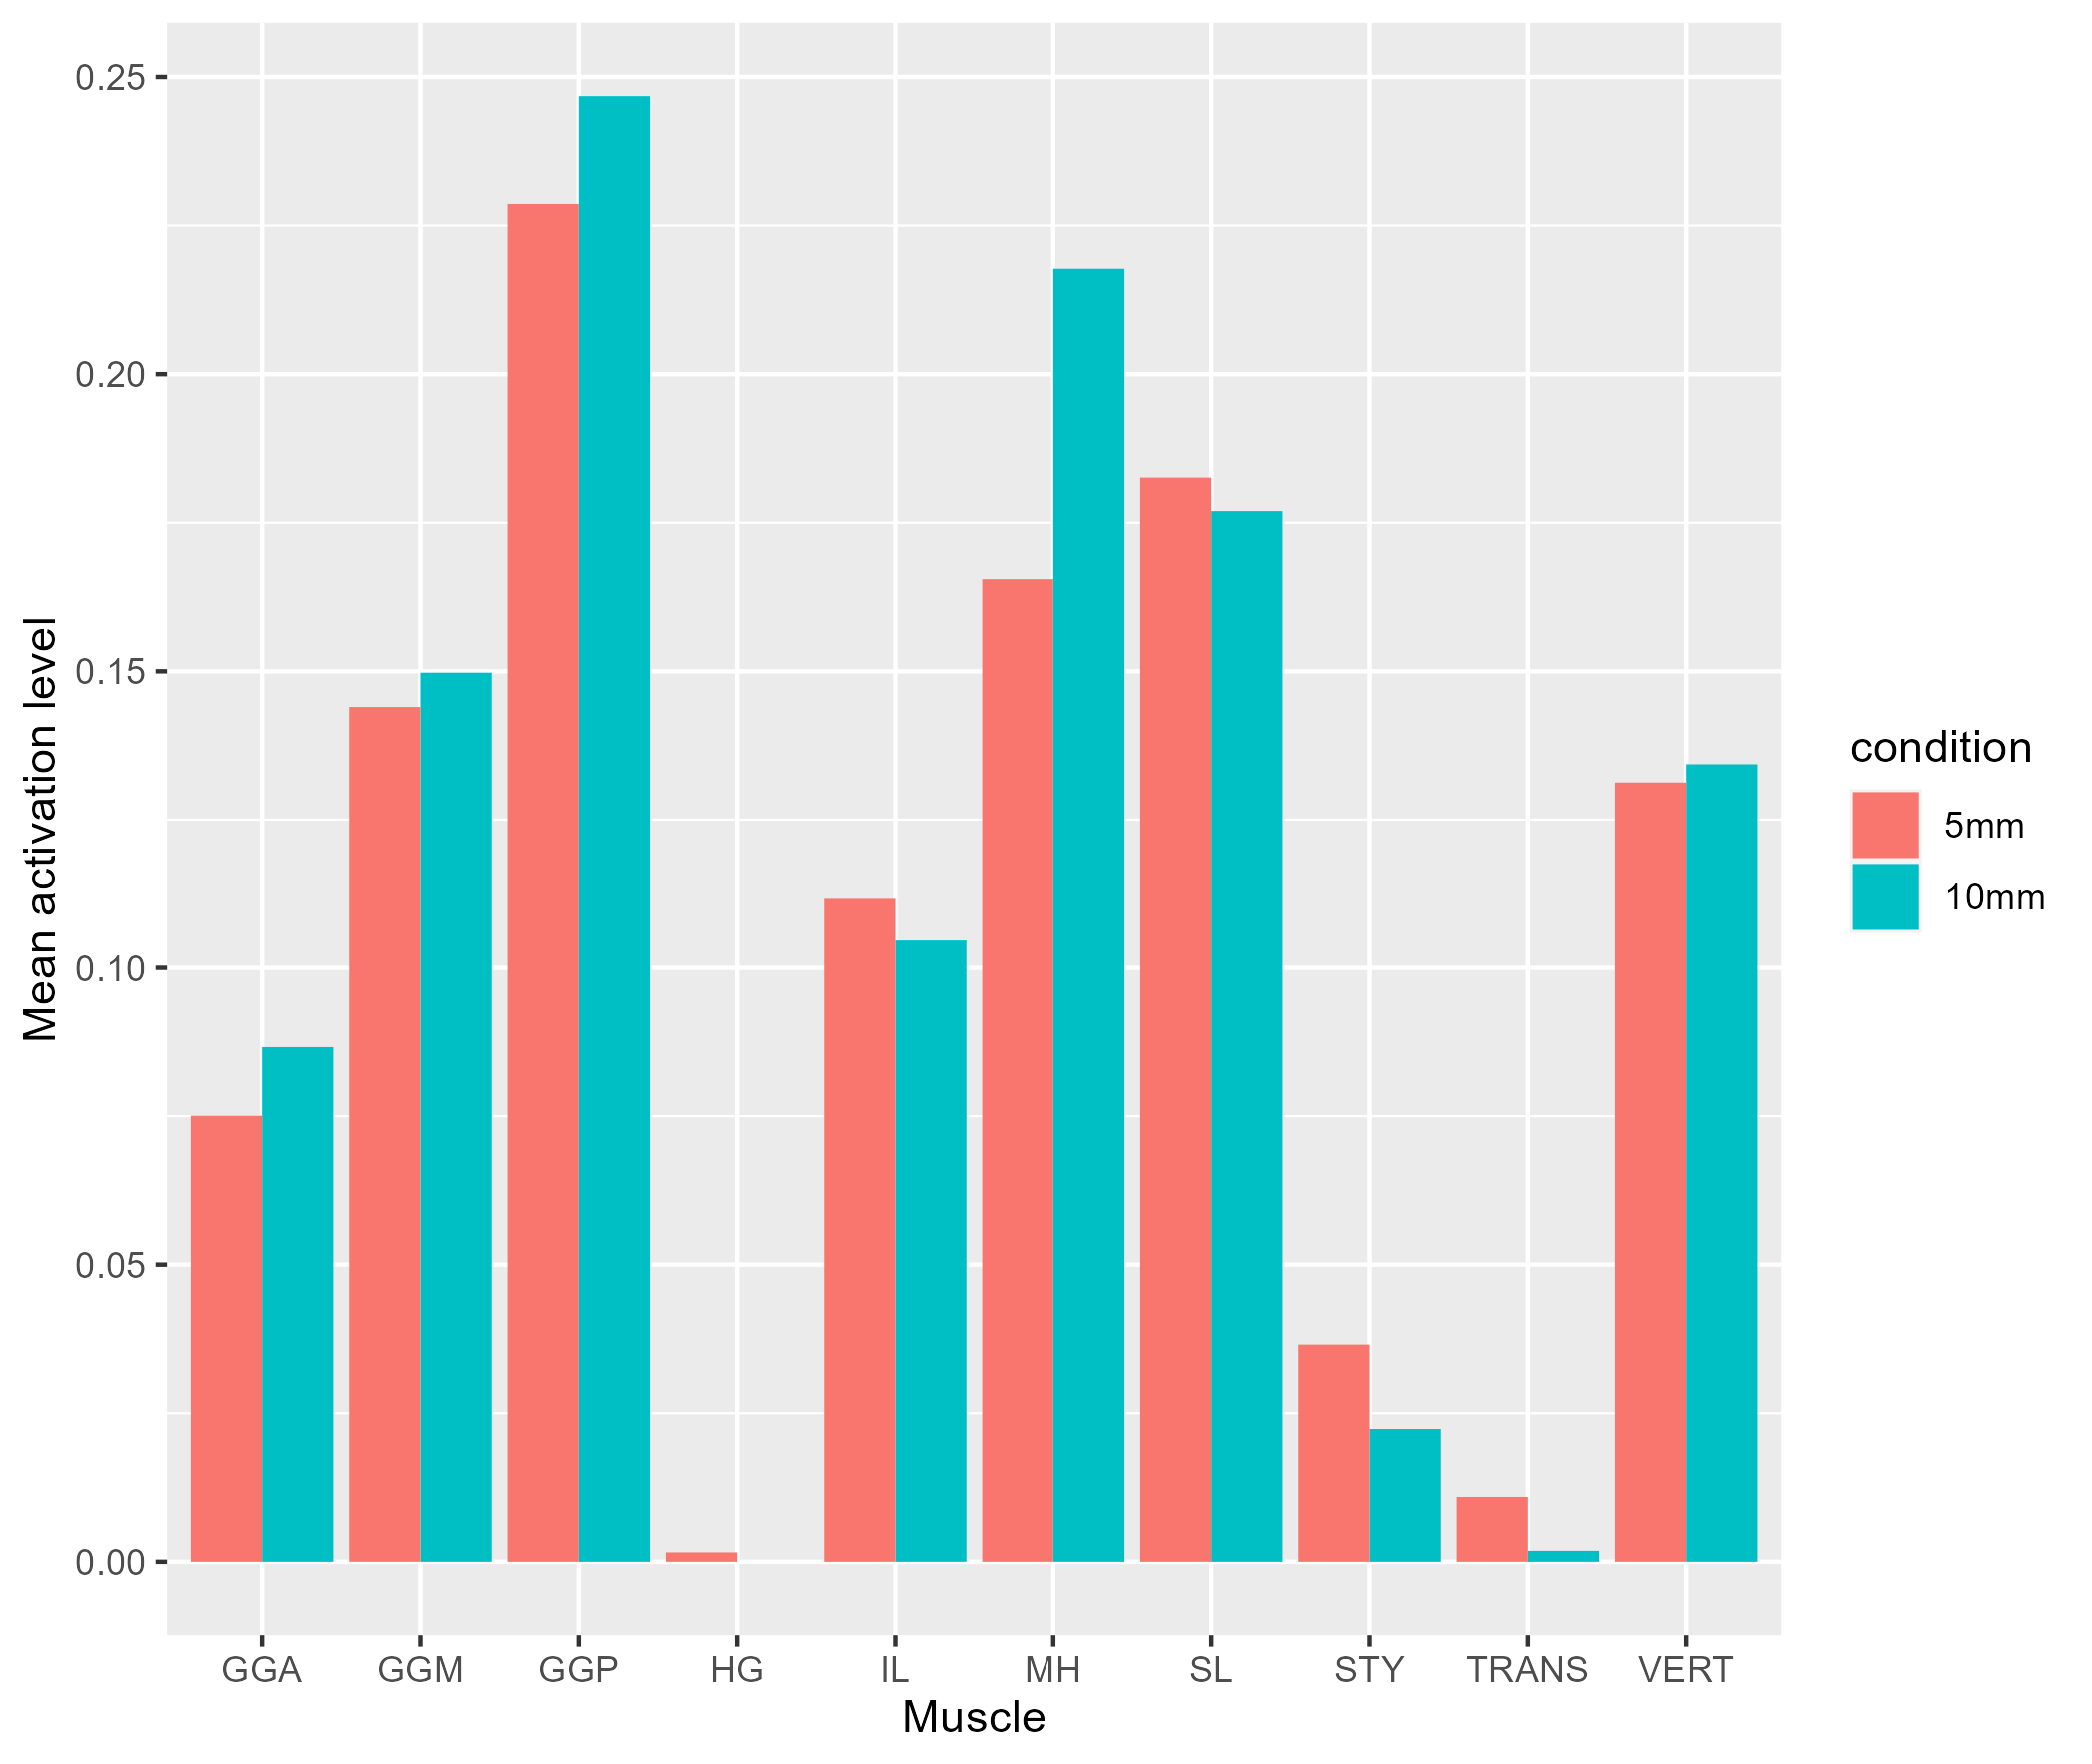 0.25
0.20
0.15
0.10
0.05
0.00
Mean activation level
GGA GGM GGP HG IL MH SL STY TRANS VERT
Muscle
condition
5mm
10mm